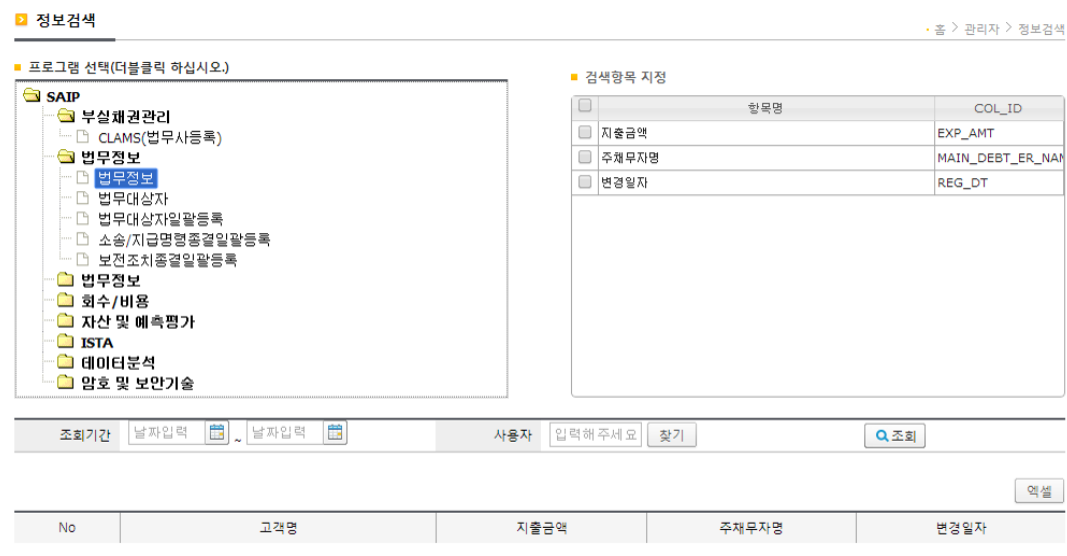 정보검색
홈 > 관리자 > 정보검색
프로그램 선택(더블클릭 하십시오.)
SAIP
부실채권관리
CLAMS(법무사등록)
법무정보
법무정보
법무대상자
법무대상자일괄등록
소송/지급명령종결일괄등록
보전조치종결일괄등록
법무정보
회수/비용
자산 및 예측평가
ISTA
데이터분석
암호 및 보안기술
검색항목 지정
항목명 COL_ID
지출금액 EXP_AMT
주채무자명 MAIN_DEBT_ER_NAM
변경일자 REG_DT
조회기간 날짜입력 ~ 날짜입력 사용자 입력해주세요 찾기 조회
엑셀
No 고객명 지출금액 주채무자명 변경일자